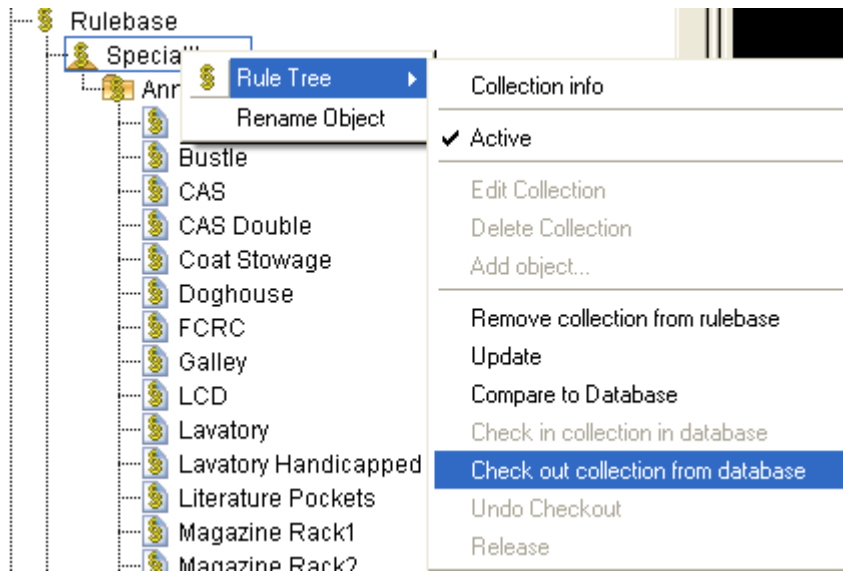 Rulebase
Rule Tree
Rename Object
Bustle
CAS
CAS Double
Coat Stowage
Doghouse
FCRC
Galley
LCD
Lavatory
Lavatory Handicapped
Literature Pockets
Magazine Rack1
Magazine Rack2
Collection info
Active
Edit Collection
Delete Collection
Add object...
Remove collection from rulebase
Update
Compare to Database
Check in collection in database
Check out collection from database
Undo Checkout
Release